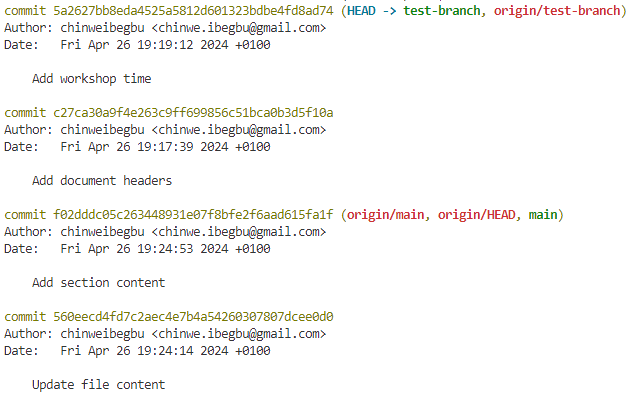 commit 5a2627bb8eda4525a5812d601323bdbe4fd8ad74 (HEAD -> test-branch, origin/test-branch)
Author: chinweibegbu <chinwe.ibegbu@gmail.com>
Date:   Fri Apr 26 19:19:12 2024 +0100
    Add workshop time
commit c27ca30a9f4e263c9ff699856c51bca0b3d5f10a
Author: chinweibegbu <chinwe.ibegbu@gmail.com>
Date:   Fri Apr 26 19:17:39 2024 +0100
    Add document headers
commit f02dddc05c263448931e07f8bfe2f6aad615fa1f (origin/main, origin/HEAD, main)
Author: chinweibegbu <chinwe.ibegbu@gmail.com>
Date:   Fri Apr 26 19:24:53 2024 +0100
    Add section content
commit 560eecd4fd7c2aec4e7b4a54260307807dcee0d0
Author: chinweibegbu <chinwe.ibegbu@gmail.com>
Date:   Fri Apr 26 19:24:14 2024 +0100
    Update file content